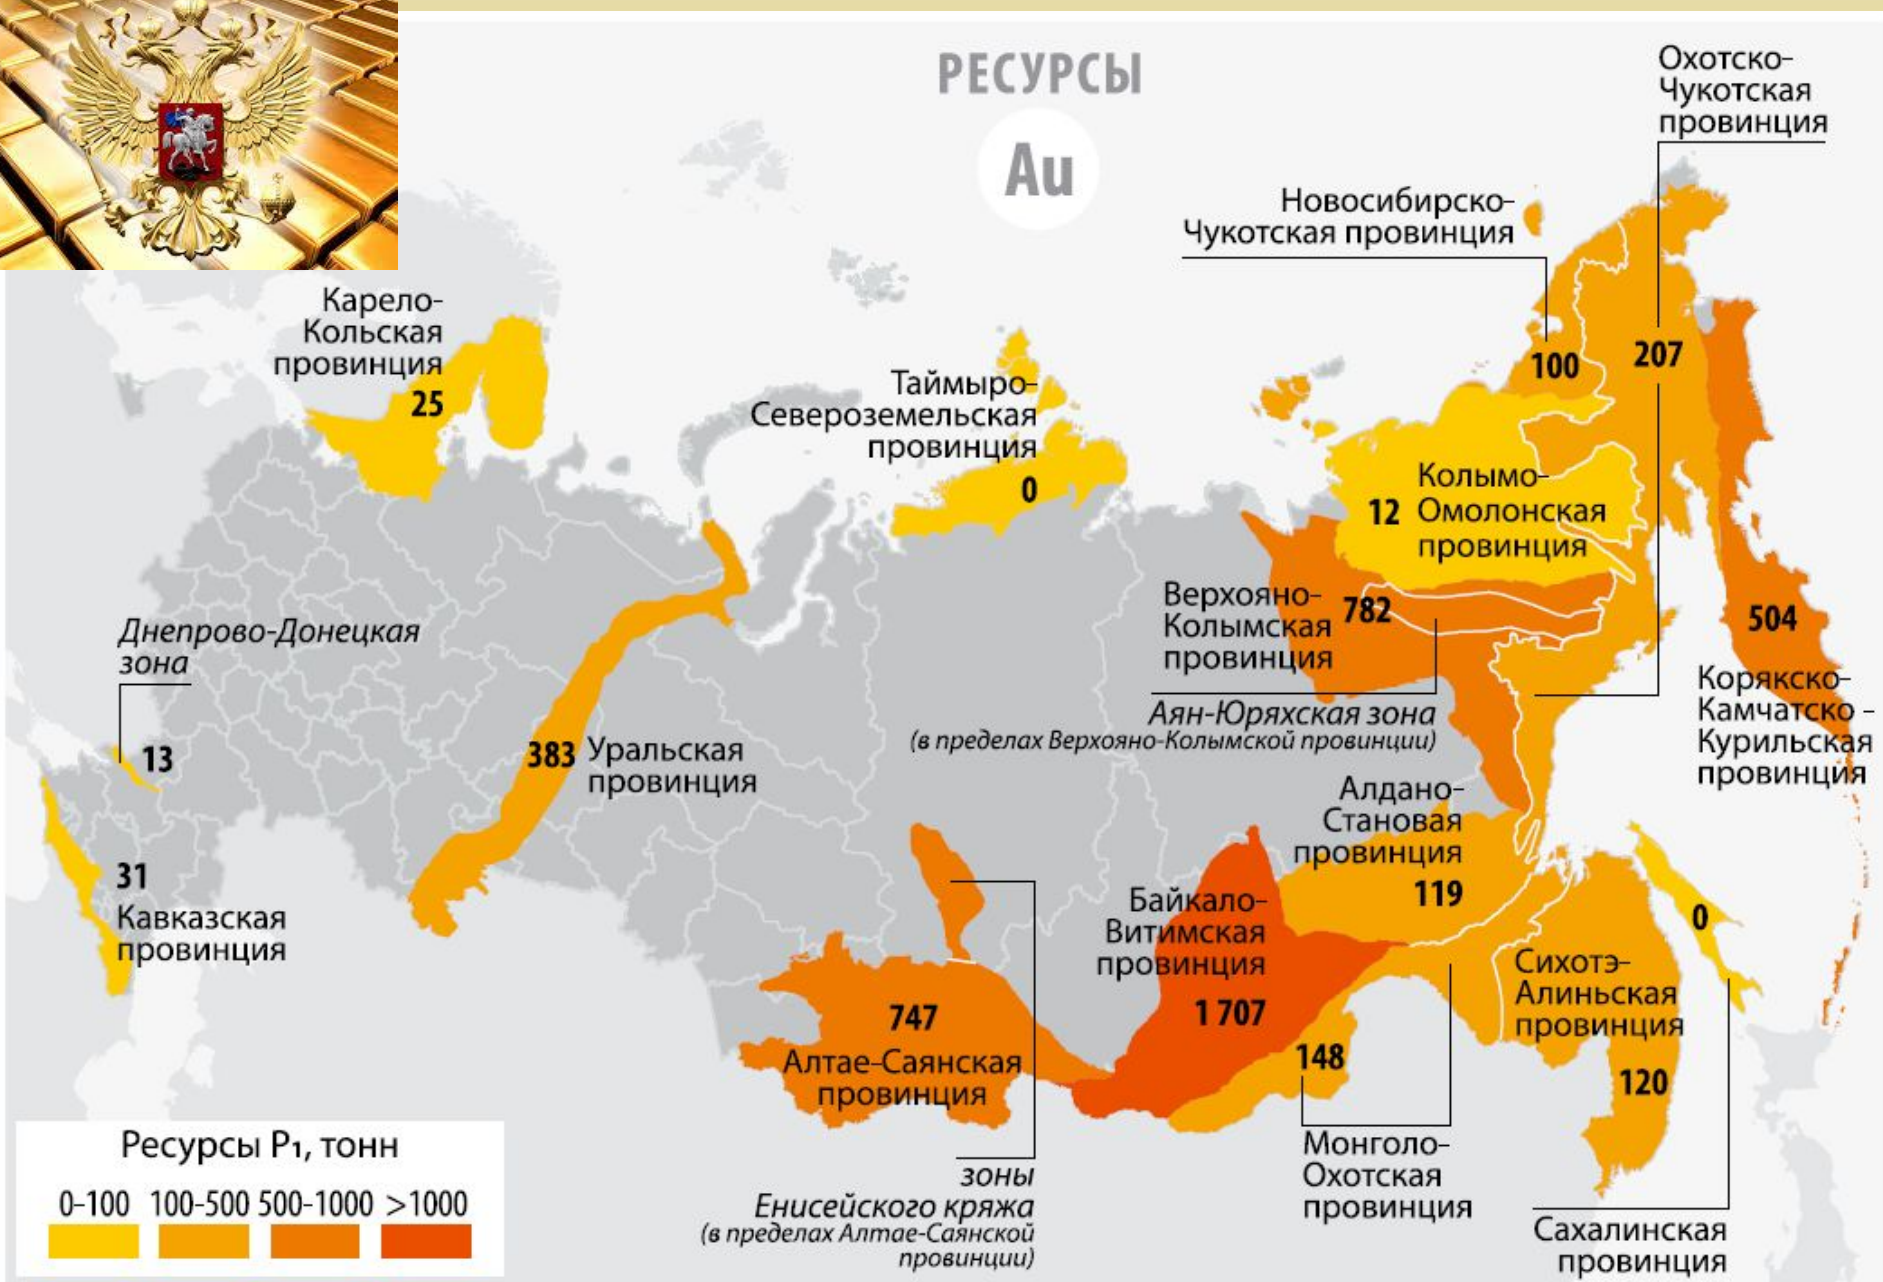 РЕСУРСЫ
Au
Охотско-
Чукотская
провинция
207
Новосибирско-
Чукотская провинция
100
Карело-
Кольская
провинция
25
Таймыро-
Североземельская
провинция
0
Колымо-
12 Омолонская
провинция
Верхояно-
Колымская
провинция
782
Аян-Юряхская зона
(в пределах Верхояно-Колымской провинции)
504
Корякско-
Камчатско -
Курильская
провинция
Днепрово-Донецкая
зона
13
383 Уральская
провинция
31
Кавказская
провинция
Алдано-
Становая
провинция
119
Байкало-
Витимская
провинция
1 707
747
Алтае-Саянская
провинция
148
Монголо-
Охотская
провинция
Сихотэ-
Алиньская
провинция
120
0
Сахалинская
провинция
зоны
Енисейского кряжа
(в пределах Алтае-Саянской
провинции)
Ресурсы P₁, тонн
0-100 100-500 500-1000 >1000